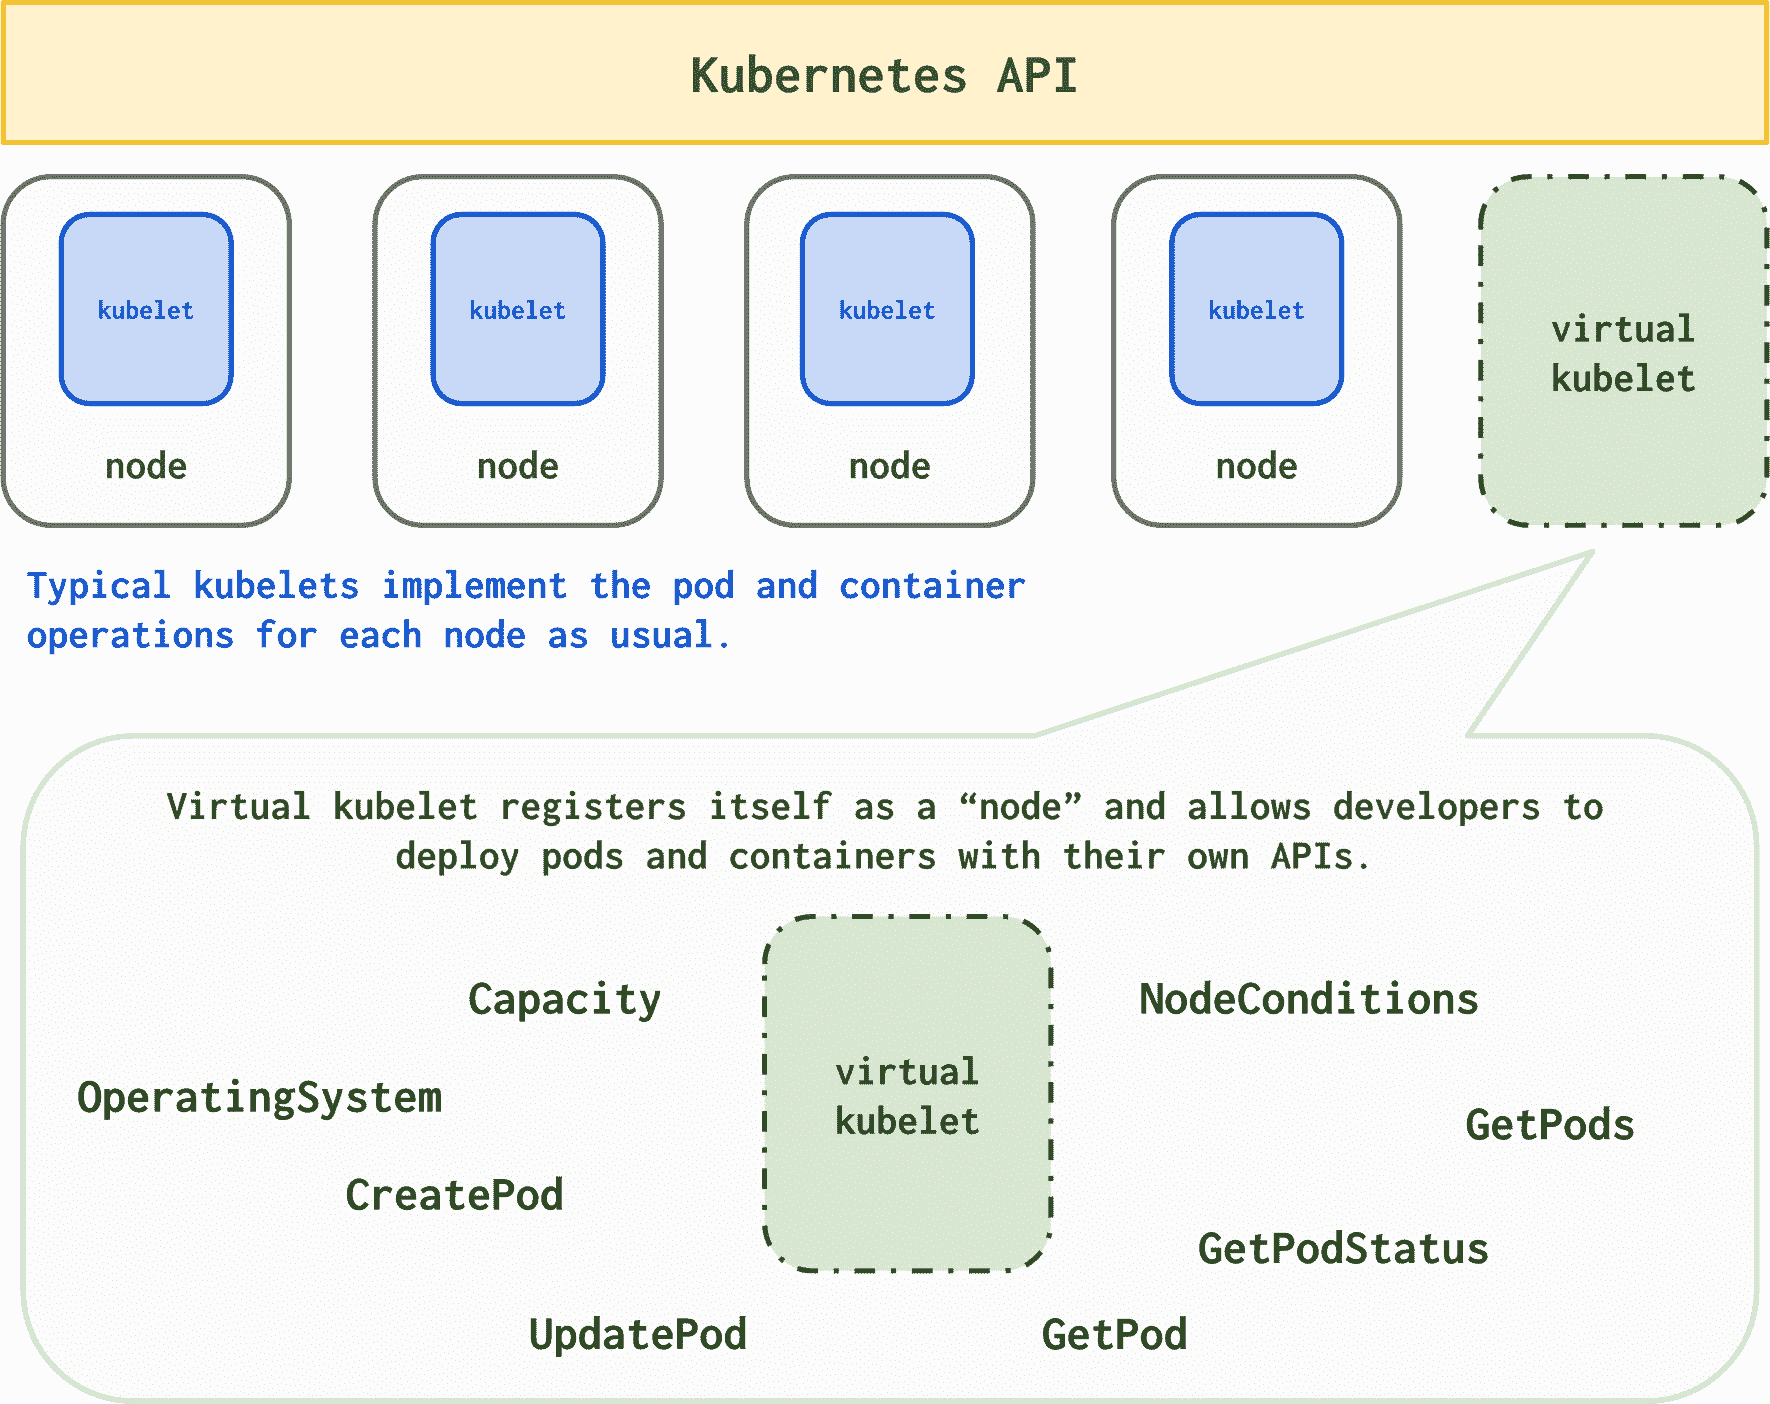 Kubernetes API
kubelet
node
kubelet
node
kubelet
node
kubelet
node
virtual
kubelet
Typical kubelets implement the pod and container
operations for each node as usual.
Virtual kubelet registers itself as a “node” and allows developers to
deploy pods and containers with their own APIs.
Capacity
OperatingSystem
CreatePod
UpdatePod
virtual
kubelet
NodeConditions
GetPods
GetPodStatus
GetPod